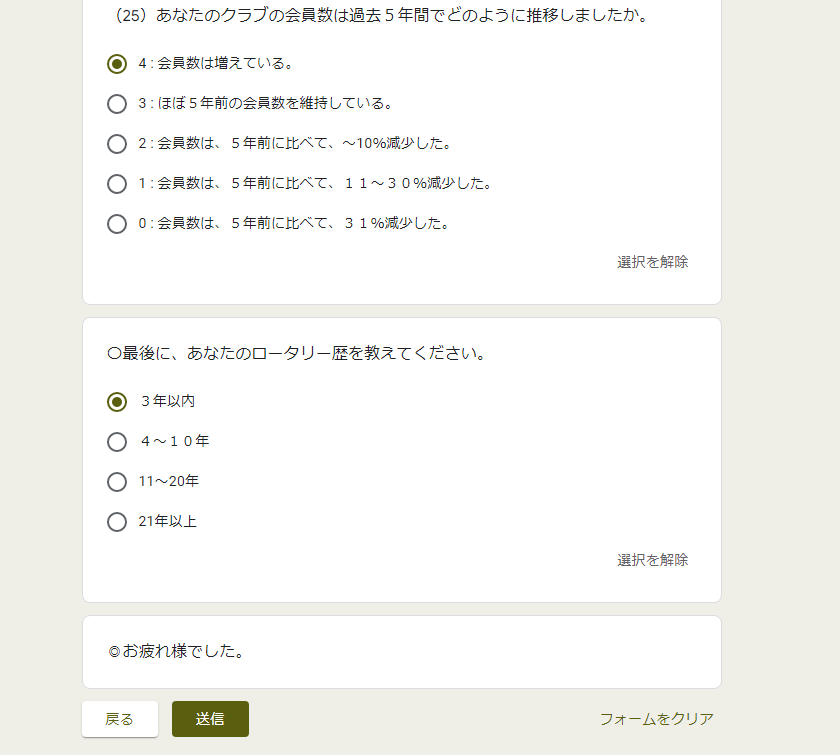 （25）あなたのクラブの会員数は過去５年間でどのように推移しましたか。
4 : 会員数は増えている。
3 : ほぼ５年前の会員数を維持している。
2 : 会員数は、５年前に比べて、～10％減少した。
1 : 会員数は、５年前に比べて、１１～３０％減少した。
0 : 会員数は、５年前に比べて、３１％減少した。
選択を解除
〇最後に、あなたのロータリー歴を教えてください。
３年以内
４～１０年
11～20年
21年以上
選択を解除
◎お疲れ様でした。
戻る
送信
フォームをクリア